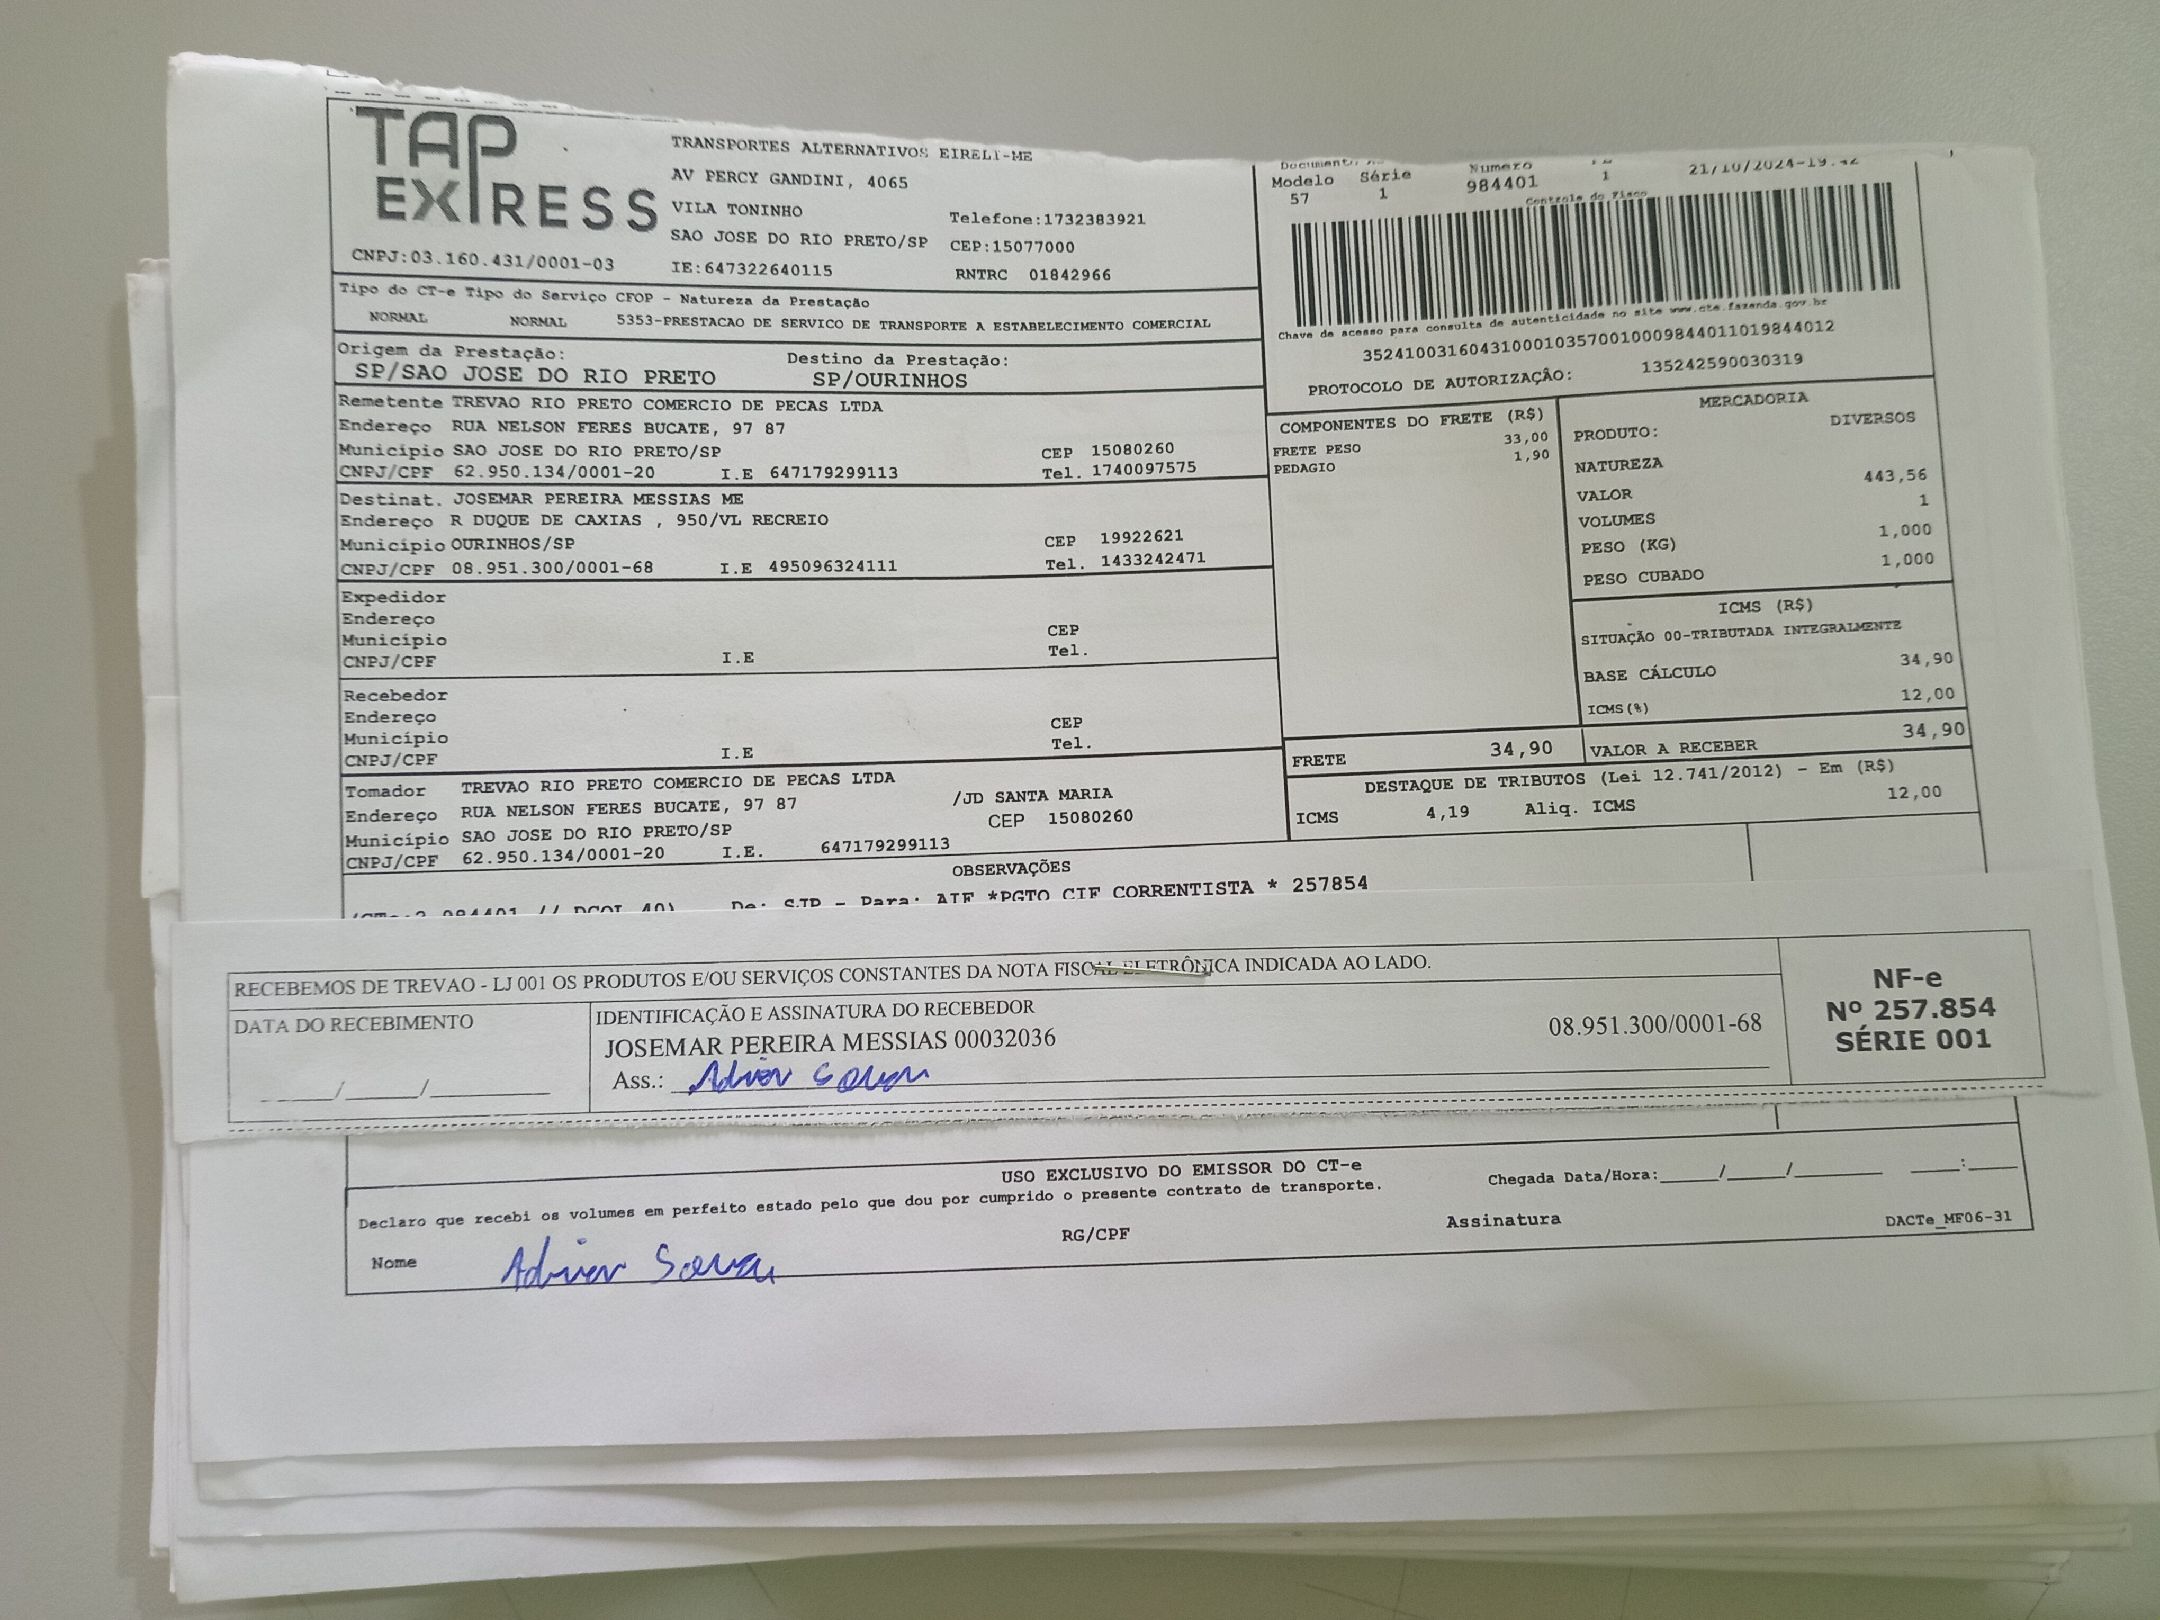 TAP
EXPRESS
TRANSPORTES ALTERNATIVOS EIRELI-ME
AV PERCY GANDINI, 4065
VILA TONINHO Telefone:1732383921
SAO JOSE DO RIO PRETO/SP CEP:15077000
CNPJ:03.160.431/0001-03 IE:647322640115 RNTRC 01842966
Modelo Série Numero
57 1 984401 1 21/10/2024-19:42
Controle do Fisco
Chave de acesso para consulta de autenticidade no site www.cte.fazenda.gov.br
35241003160431000103570010009844011019844012
PROTOCOLO DE AUTORIZAÇÃO: 135242590030319
Tipo do CT-e Tipo do Serviço CFOP - Natureza da Prestação
NORMAL NORMAL 5353-PRESTACAO DE SERVICO DE TRANSPORTE A ESTABELECIMENTO COMERCIAL
Origem da Prestação: Destino da Prestação:
SP/SAO JOSE DO RIO PRETO SP/OURINHOS
Remetente TREVAO RIO PRETO COMERCIO DE PECAS LTDA
Endereço RUA NELSON FERES BUCATE, 97 87
Município SAO JOSE DO RIO PRETO/SP CEP 15080260
CNPJ/CPF 62.950.134/0001-20 I.E 647179299113 Tel. 1740097575
Destinat. JOSEMAR PEREIRA MESSIAS ME
Endereço R DUQUE DE CAXIAS , 950/VL RECREIO
Município OURINHOS/SP CEP 19922621
CNPJ/CPF 08.951.300/0001-68 I.E 495096324111 Tel. 1433242471
Expedidor
Endereço
Município CEP
CNPJ/CPF I.E Tel.
Recebedor
Endereço
Município CEP
CNPJ/CPF I.E Tel.
Tomador TREVAO RIO PRETO COMERCIO DE PECAS LTDA
Endereço RUA NELSON FERES BUCATE, 97 87 /JD SANTA MARIA
Município SAO JOSE DO RIO PRETO/SP CEP 15080260
CNPJ/CPF 62.950.134/0001-20 I.E. 647179299113
COMPONENTES DO FRETE (R$)
FRETE PESO 33,00
PEDAGIO 1,90
MERCADORIA
PRODUTO: DIVERSOS
NATUREZA
VALOR 443,56
VOLUMES 1
PESO (KG) 1,000
PESO CUBADO 1,000
ICMS (R$)
SITUAÇÃO 00-TRIBUTADA INTEGRALMENTE
BASE CÁLCULO 34,90
ICMS(%) 12,00
FRETE 34,90 VALOR A RECEBER 34,90
DESTAQUE DE TRIBUTOS (Lei 12.741/2012) - Em (R$)
ICMS 4,19 Aliq. ICMS 12,00
OBSERVAÇÕES
De: SJP - Para: AIF *PGTO CIF CORRENTISTA * 257854
RECEBEMOS DE TREVAO - LJ 001 OS PRODUTOS E/OU SERVIÇOS CONSTANTES DA NOTA FISCAL ELETRÔNICA INDICADA AO LADO.
DATA DO RECEBIMENTO
___/___/___
IDENTIFICAÇÃO E ASSINATURA DO RECEBEDOR
JOSEMAR PEREIRA MESSIAS 00032036 08.951.300/0001-68
Ass.:
NF-e
Nº 257.854
SÉRIE 001
USO EXCLUSIVO DO EMISSOR DO CT-e
Declaro que recebi os volumes em perfeito estado pelo que dou por cumprido o presente contrato de transporte.
Chegada Data/Hora:___/___/___ ___:___
Nome RG/CPF Assinatura DACTe_MF06-31